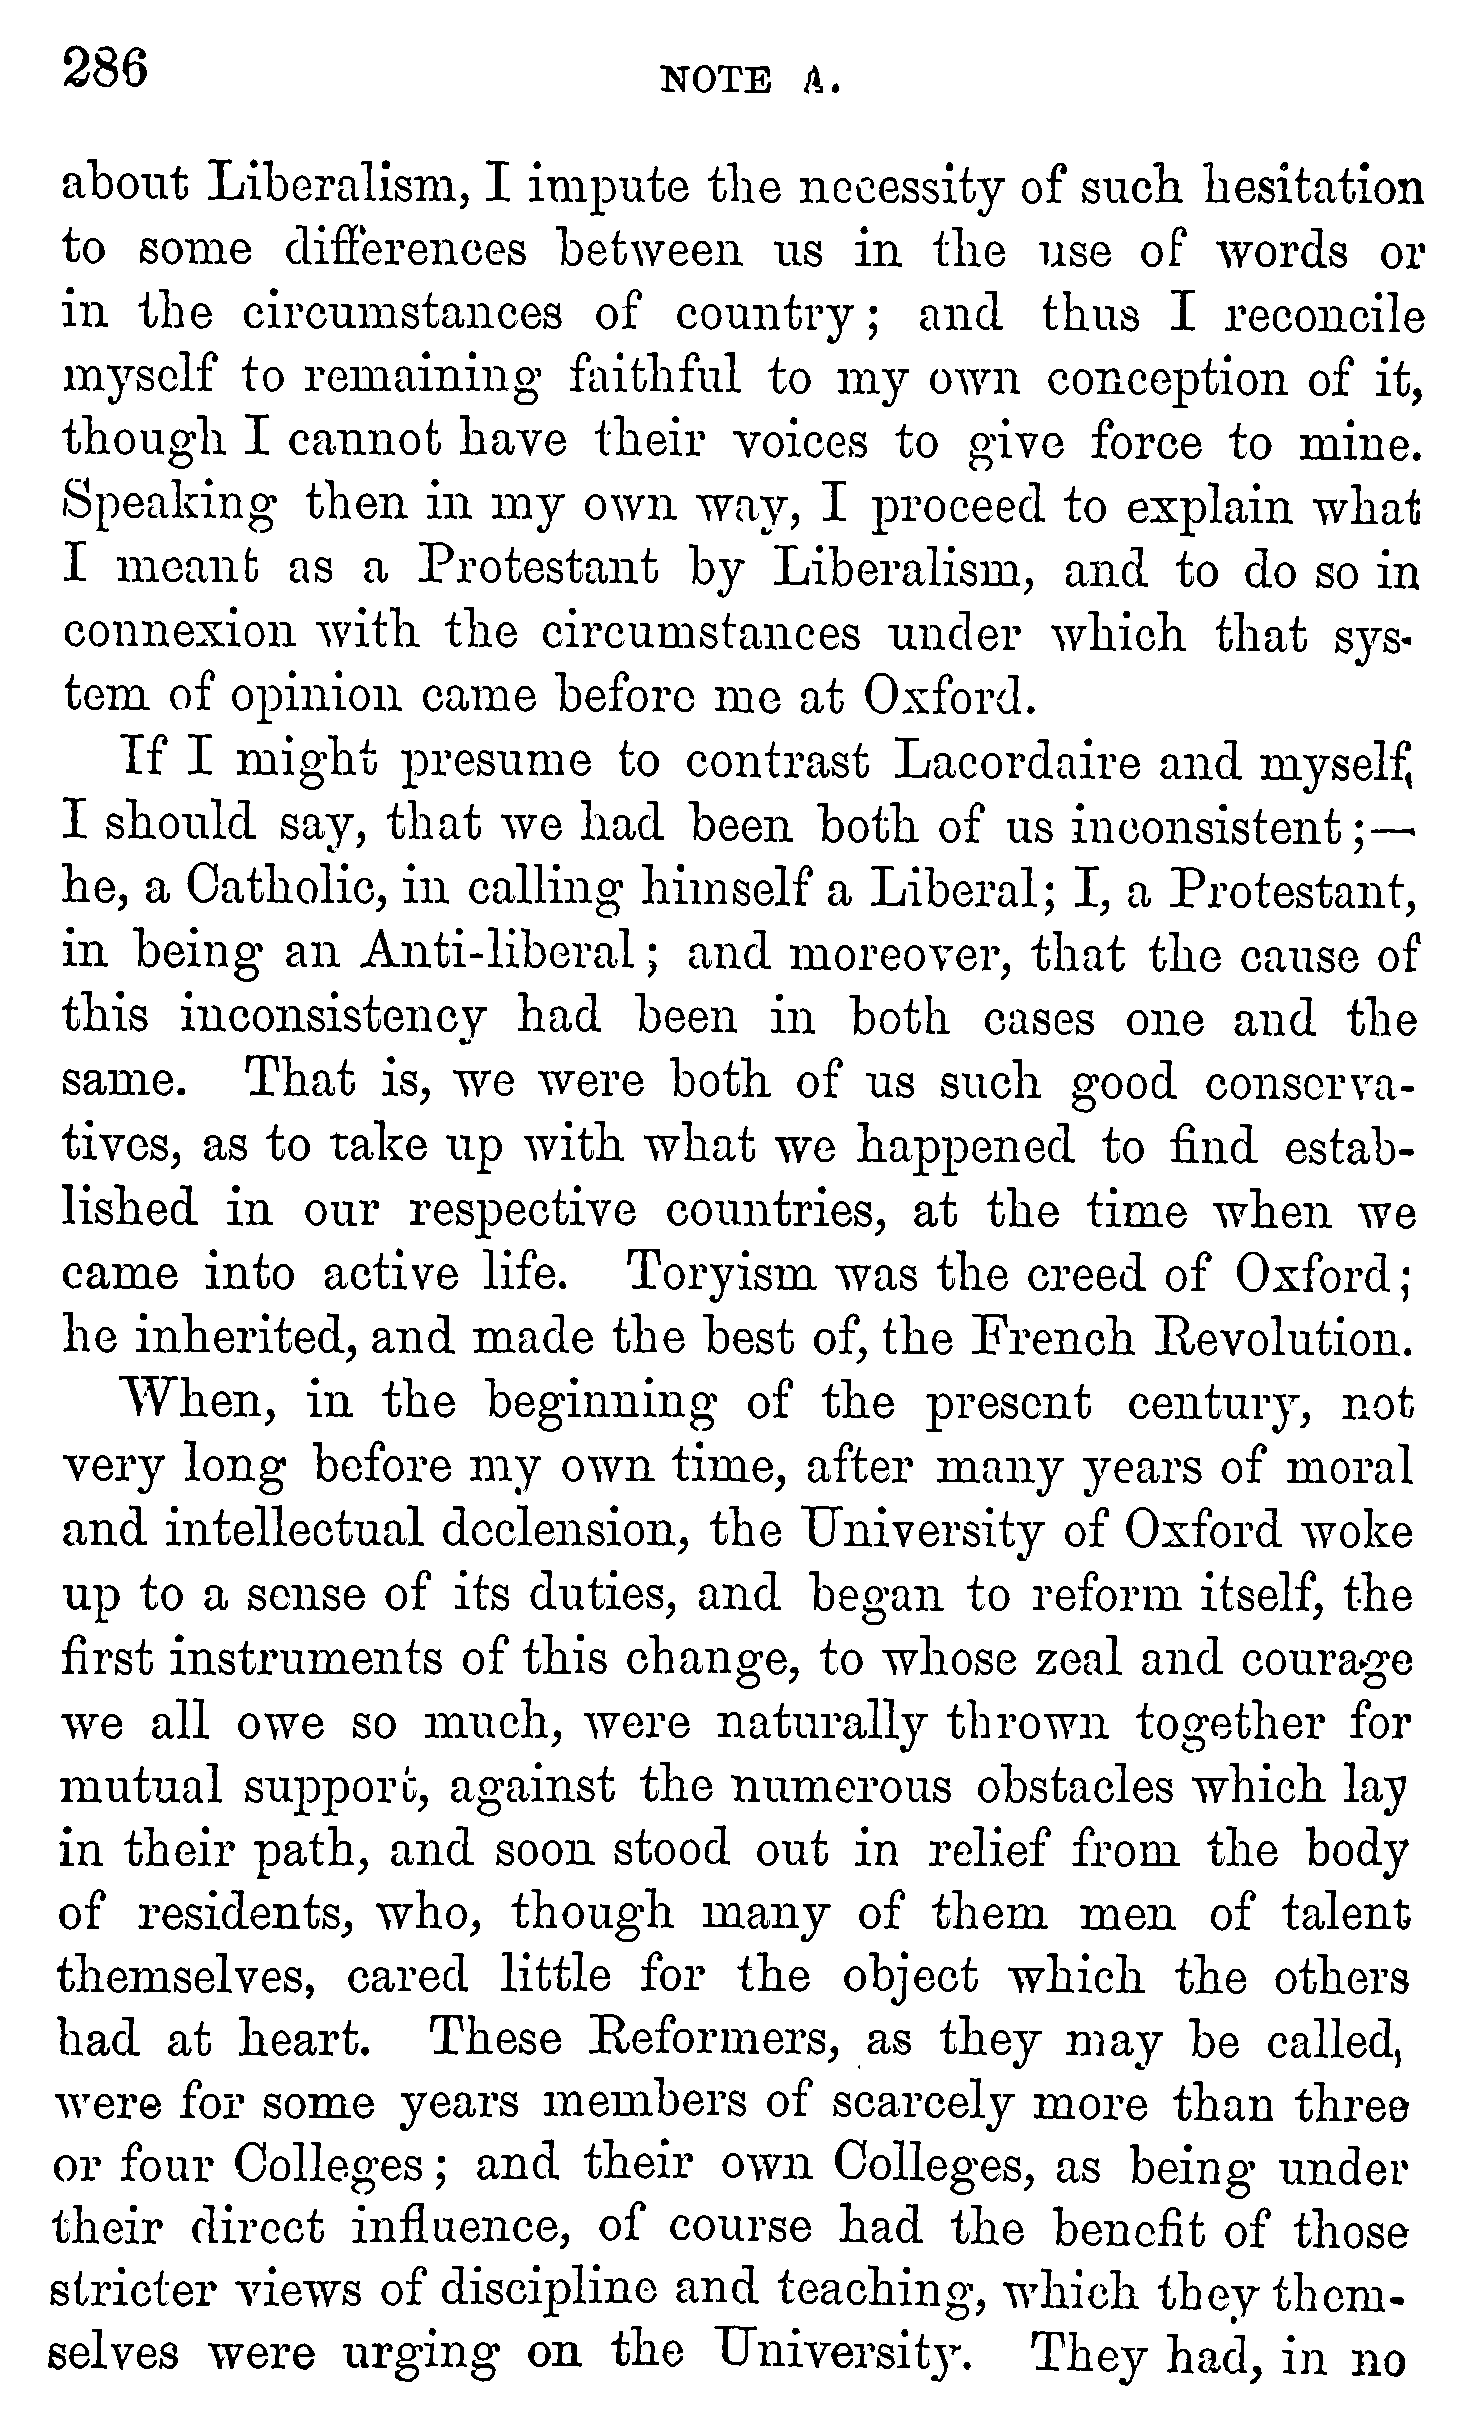 286
NOTE A.
about Liberalism, I impute the necessity of such hesitation
to some differences between us in the use of words or
in the circumstances of country; and thus I reconcile
myself to remaining faithful to my own conception of it,
though I cannot have their voices to give force to mine.
Speaking then in my own way, I proceed to explain what
I meant as a Protestant by Liberalism, and to do so in
connexion with the circumstances under which that sys-
tem of opinion came before me at Oxford.
If I might presume to contrast Lacordaire and myself,
I should say, that we had been both of us inconsistent;—
he, a Catholic, in calling himself a Liberal; I, a Protestant,
in being an Anti-liberal; and moreover, that the cause of
this inconsistency had been in both cases one and the
same. That is, we were both of us such good conserva-
tives, as to take up with what we happened to find estab-
lished in our respective countries, at the time when we
came into active life. Toryism was the creed of Oxford;
he inherited, and made the best of, the French Revolution.
When, in the beginning of the present century, not
very long before my own time, after many years of moral
and intellectual declension, the University of Oxford woke
up to a sense of its duties, and began to reform itself, the
first instruments of this change, to whose zeal and courage
we all owe so much, were naturally thrown together for
mutual support, against the numerous obstacles which lay
in their path, and soon stood out in relief from the body
of residents, who, though many of them men of talent
themselves, cared little for the object which the others
had at heart. These Reformers, as they may be called,
were for some years members of scarcely more than three
or four Colleges; and their own Colleges, as being under
their direct influence, of course had the benefit of those
stricter views of discipline and teaching, which they them-
selves were urging on the University. They had, in no